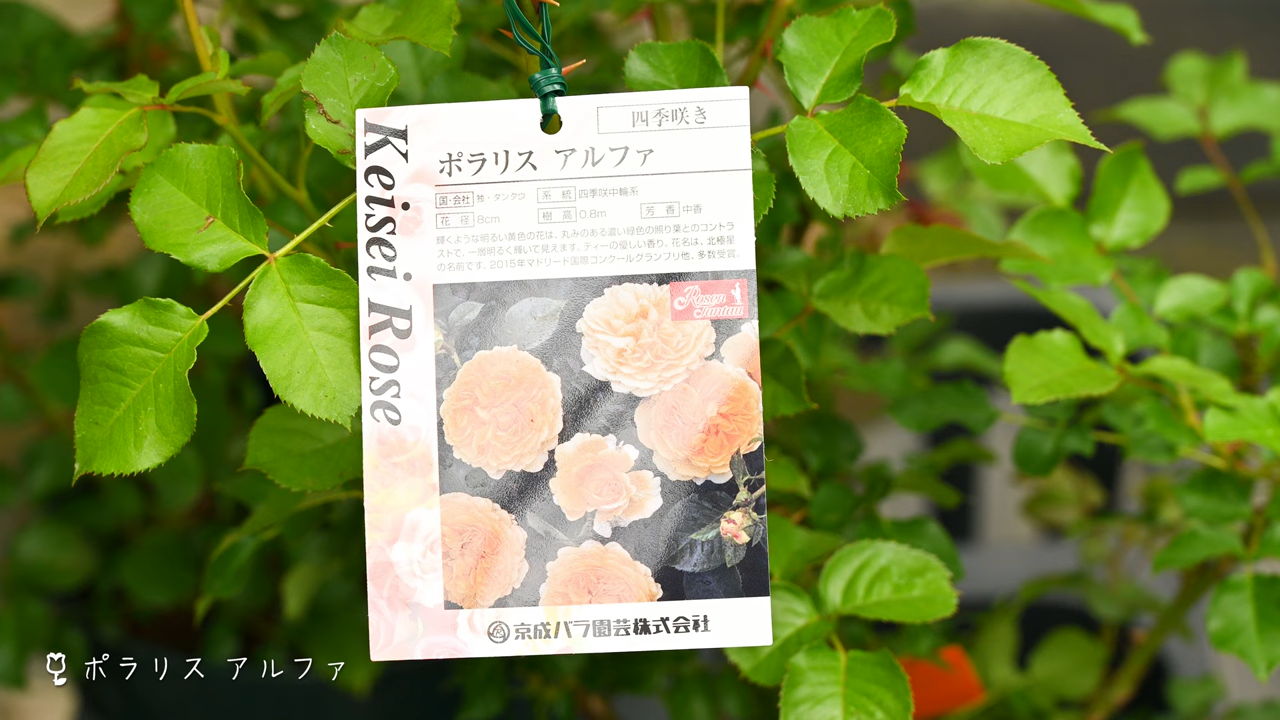 四季咲き
Keisei Rose
ポラリス アルファ
国・会社 独・タンタウ 系 統 四季咲中輪系
花 径 8cm 樹 高 0.8m 芳 香 中香
輝くような明るい黄色の花は、丸みのある濃い緑色の照り葉とのコントラ
ストで、一層明るく輝いて見えます。ティーの優しい香り。花名は、北極星
の名前です。2015年マドリード国際コンクールグランプリ他、多数受賞。
Rosen Tantau
京成バラ園芸株式会社
ポラリス アルファ